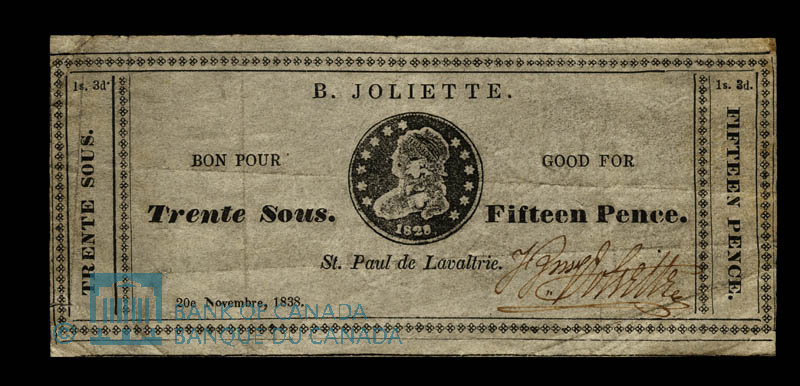 B. JOLIETTE.
1s. 3d.
TRENTE SOUS.
BON POUR
GOOD FOR
Trente Sous.
Fifteen Pence.
1825
St. Paul de Lavaltrie.
20e Novembre, 1838.
1s. 3d.
FIFTEEN PENCE.
©
BANK OF CANADA
BANQUE DU CANADA